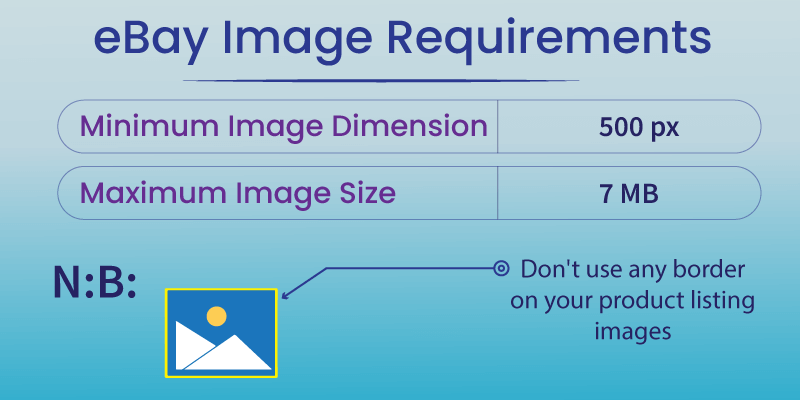 eBay Image Requirements
Minimum Image Dimension 500 px
Maximum Image Size 7 MB
N:B:
Don't use any border
on your product listing
images